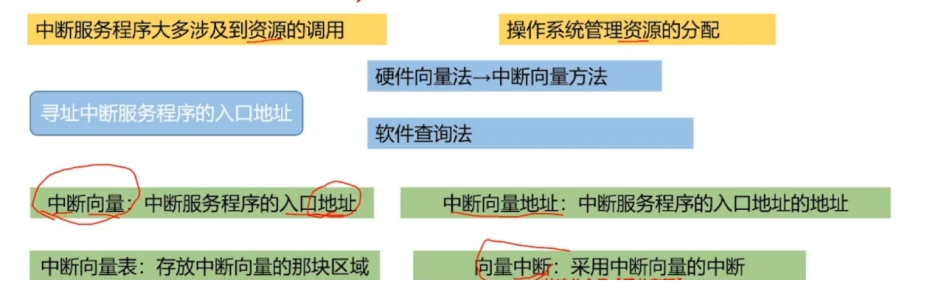 中断服务程序大多涉及到资源的调用
操作系统管理资源的分配
硬件向量法→中断向量方法
寻址中断服务程序的入口地址
软件查询法
中断向量：中断服务程序的入口地址
中断向量地址：中断服务程序的入口地址的地址
中断向量表：存放中断向量的那块区域
向量中断：采用中断向量的中断